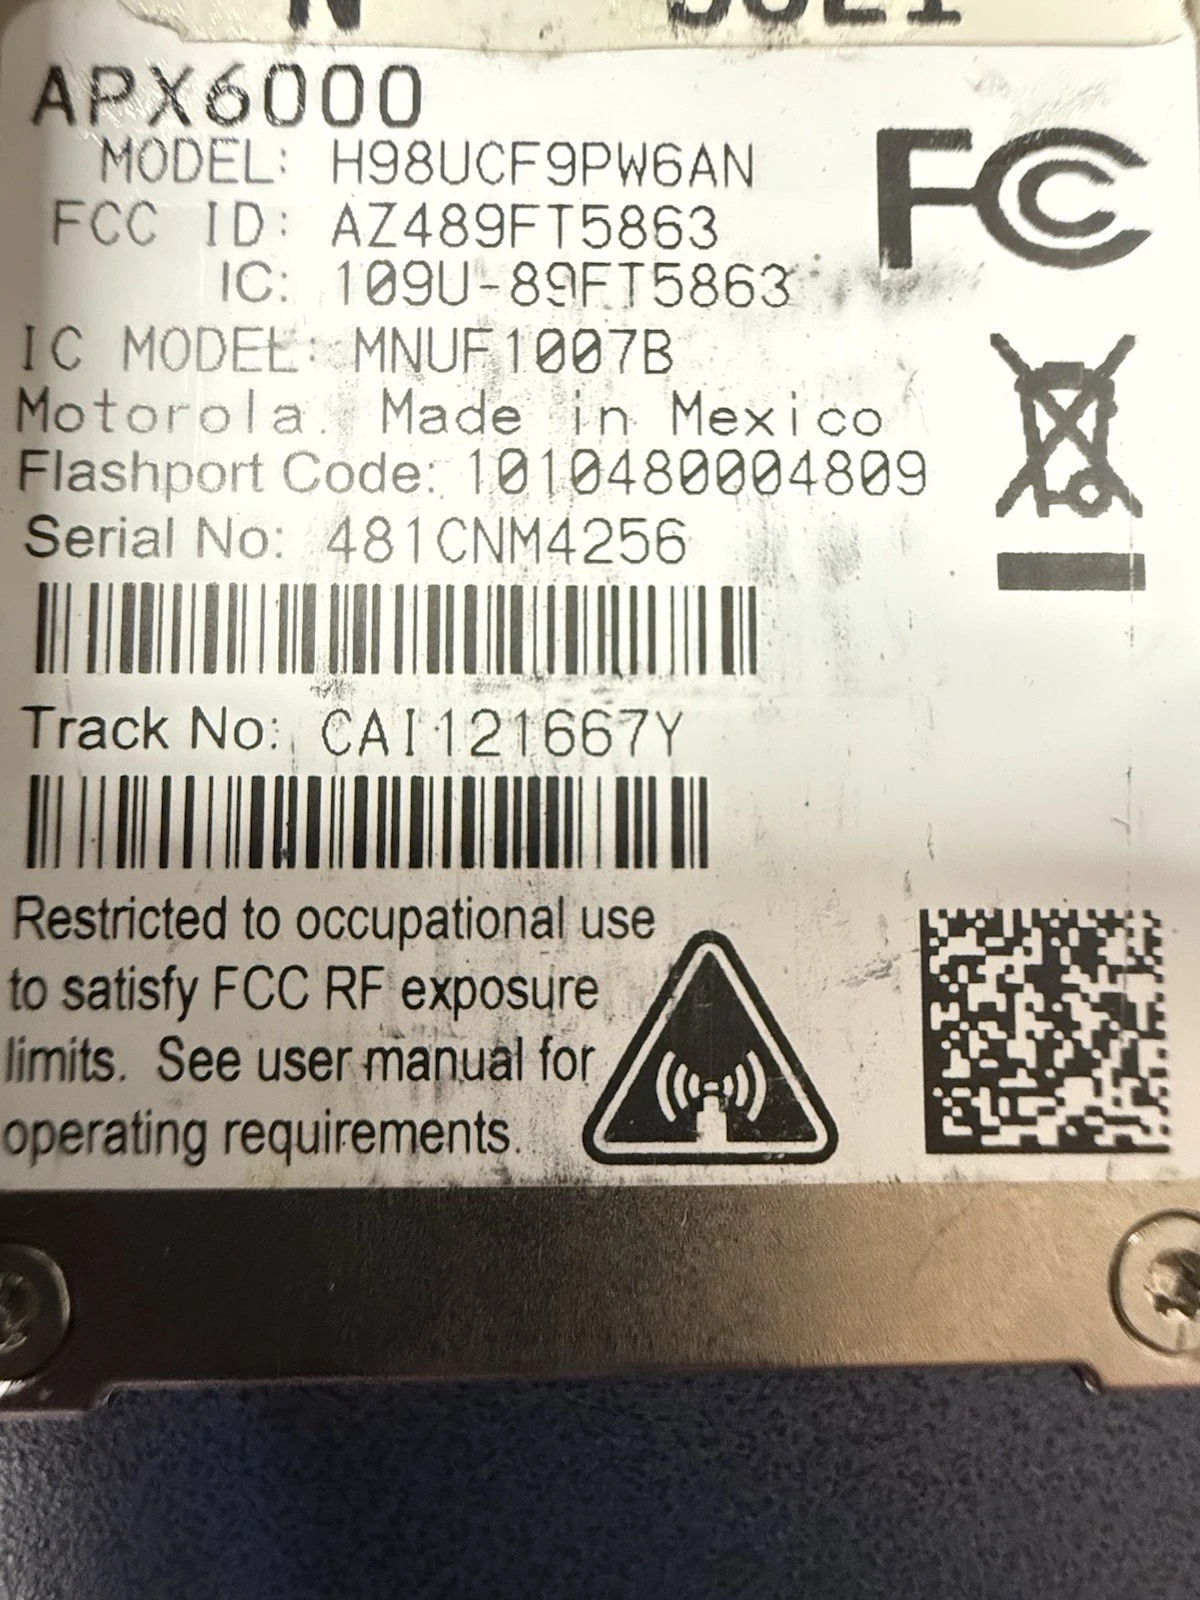 APX6000
MODEL: H98UCF9PW6AN
FCC ID: AZ489FT5863
IC: 109U-89FT5863
IC MODEL: MNUF1007B
Motorola. Made in Mexico
Flashport Code: 1010480004809
Serial No: 481CNM4256
Track No: CAI121667Y
Restricted to occupational use
to satisfy FCC RF exposure
limits. See user manual for
operating requirements.
FC